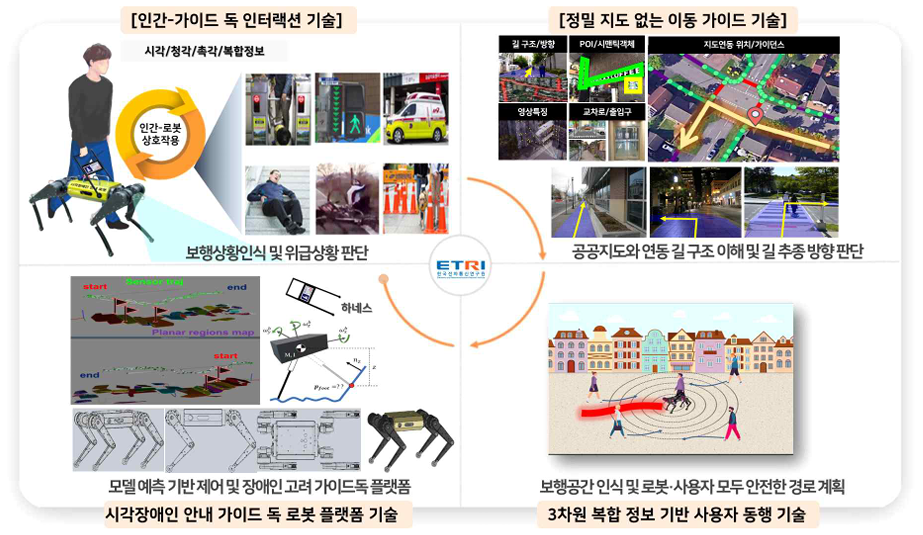 [인간-가이드 독 인터랙션 기술]
시각/청각/촉각/복합정보
인간-로봇
상호작용
보행상황인식 및 위급상황 판단
[정밀 지도 없는 이동 가이드 기술]
길 구조/방향
POI/시맨틱객체
지도연동 위치/가이던스
영상특징
교차로/출입구
공공지도와 연동 길 구조 이해 및 길 추종 방향 판단
ETRI
한국전자통신연구원
Sensor traj
start
end
Planar regions map
start
end
하네스
M, I
n_z
z
P_foot =??
모델 예측 기반 제어 및 장애인 고려 가이드독 플랫폼
시각장애인 안내 가이드 독 로봇 플랫폼 기술
보행공간 인식 및 로봇·사용자 모두 안전한 경로 계획
3차원 복합 정보 기반 사용자 동행 기술